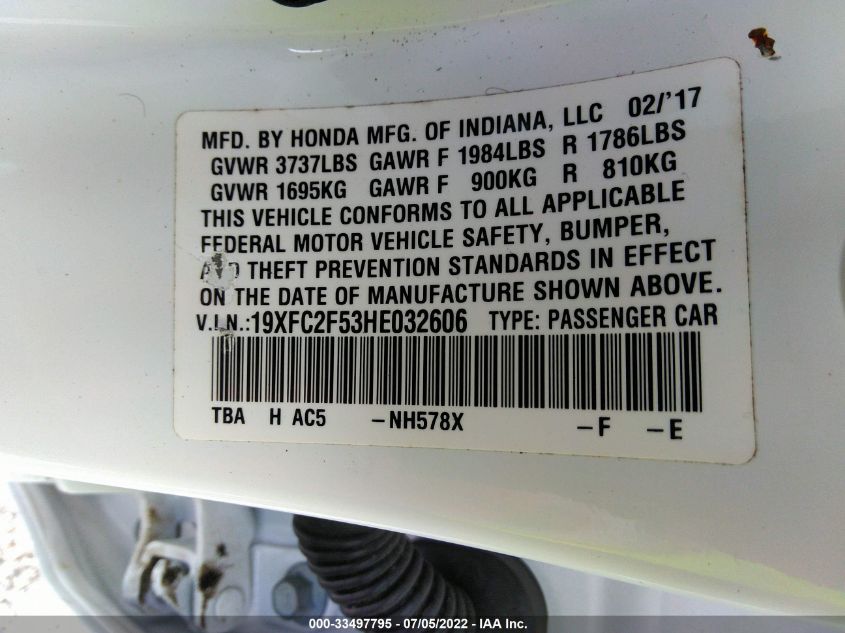 MFD. BY HONDA MFG. OF INDIANA, LLC 02/'17
GVWR 3737LBS GAWR F 1984LBS R 1786LBS
GVWR 1695KG GAWR F 900KG R 810KG
THIS VEHICLE CONFORMS TO ALL APPLICABLE
FEDERAL MOTOR VEHICLE SAFETY, BUMPER,
AND THEFT PREVENTION STANDARDS IN EFFECT
ON THE DATE OF MANUFACTURE SHOWN ABOVE.
V.I.N.:19XFC2F53HE032606 TYPE: PASSENGER CAR
TBA H AC5 -NH578X -F -E
000-33497795 - 07/05/2022 - IAA Inc.